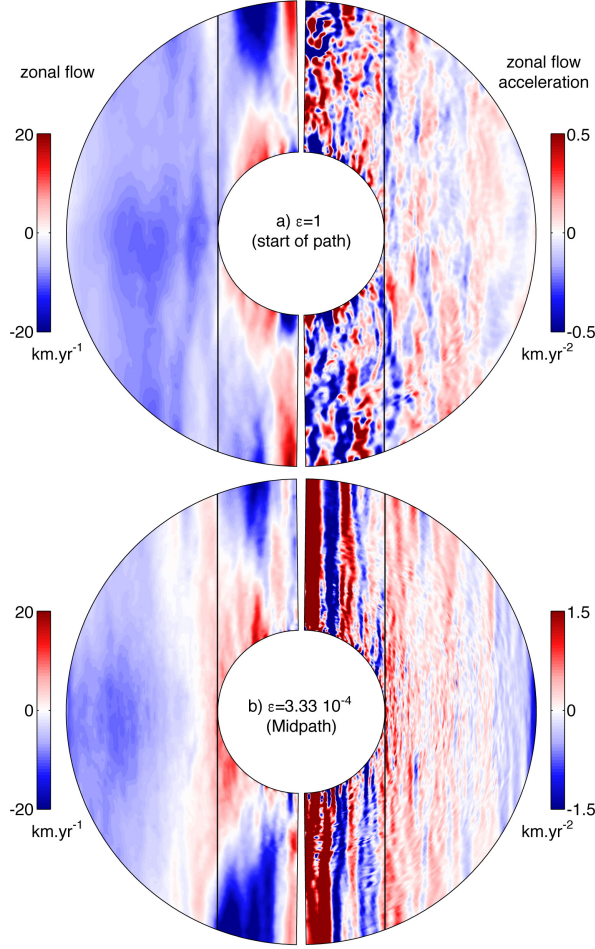 zonal flow
zonal flow
acceleration
20
0
-20
km.yr⁻¹
a) ε=1
(start of path)
0.5
0
-0.5
km.yr⁻²
20
0
-20
km.yr⁻¹
b) ε=3.33 10⁻⁴
(Midpath)
1.5
0
-1.5
km.yr⁻²